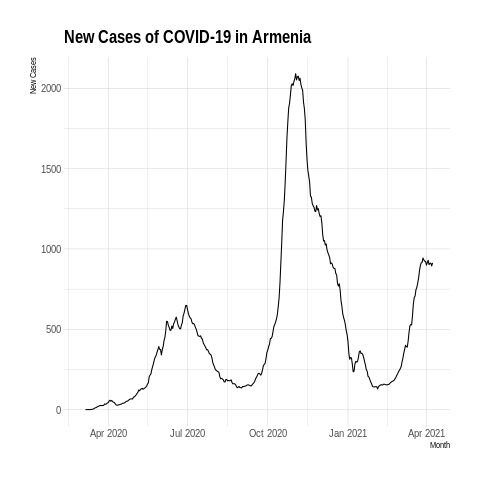 New Cases of COVID-19 in Armenia
New Cases
2000
1500
1000
500
0
Apr 2020 Jul 2020 Oct 2020 Jan 2021 Apr 2021
Month